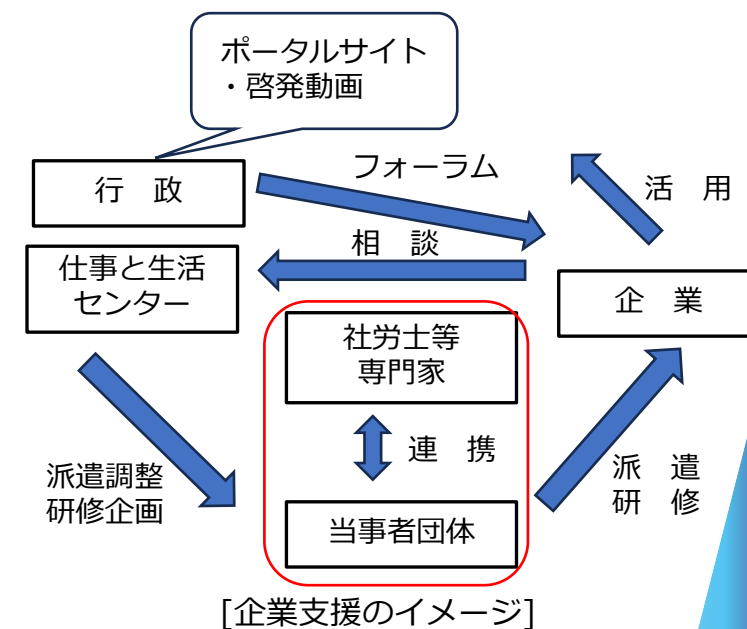 ポータルサイト
・啓発動画
行　政
フォーラム
活　用
相　談
仕事と生活
センター
企　業
社労士等
専門家
連　携
派遣調整
研修企画
派　遣
研　修
当事者団体
[企業支援のイメージ]